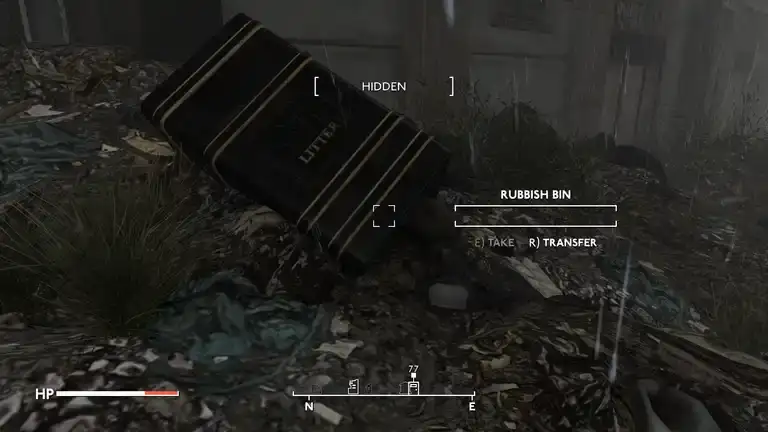 HIDDEN
LITTER
RUBBISH BIN
E) TAKE R) TRANSFER
77
HP
N E